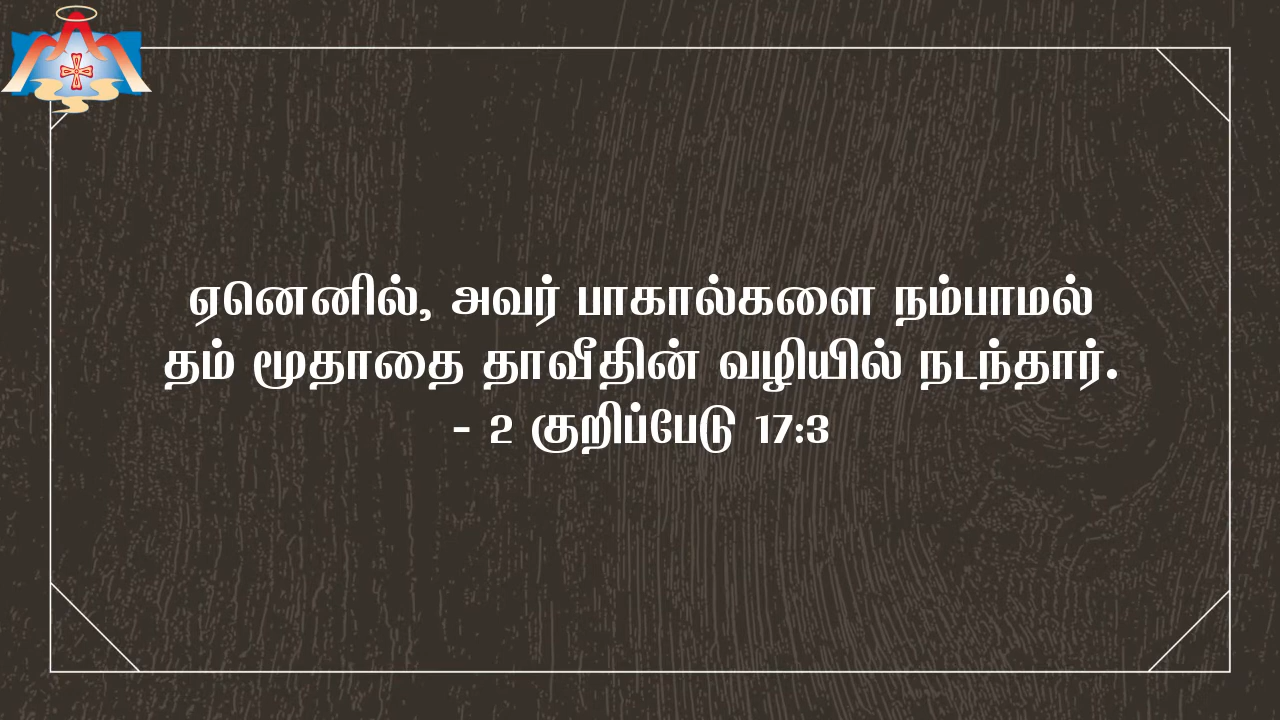 ஏனெனில், அவர் பாகால்களை நம்பாமல்
தம் மூதாதை தாவீதின் வழியில் நடந்தார்.
- 2 குறிப்பேடு 17:3